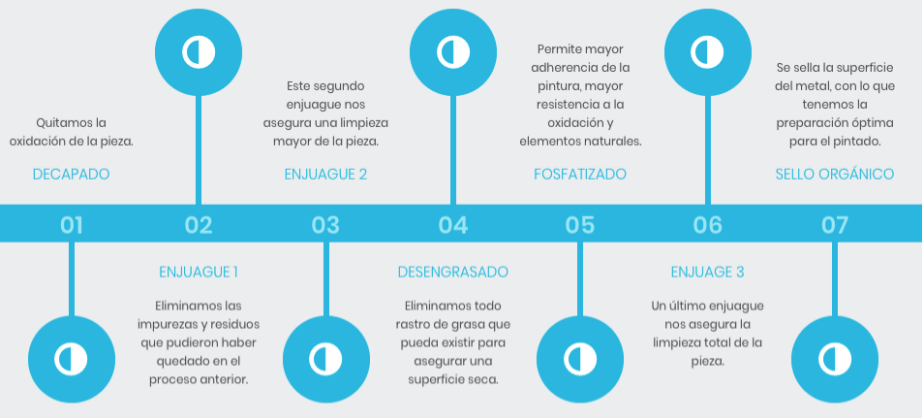 Quitamos la
oxidación de la pieza.
DECAPADO
01
02
ENJUAGUE 1
Eliminamos las
impurezas y residuos
que pudieron haber
quedado en el
proceso anterior.
Este segundo
enjuague nos
asegura una limpieza
mayor de la pieza.
ENJUAGUE 2
03
04
DESENGRASADO
Eliminamos todo
rastro de grasa que
pueda existir para
asegurar una
superficie seca.
Permite mayor
adherencia de la
pintura, mayor
resistencia a la
oxidación y
elementos naturales.
FOSFATIZADO
05
06
ENJUAGE 3
Un último enjuague
nos asegura la
limpieza total de la
pieza.
Se sella la superficie
del metal, con lo que
tenemos la
preparación óptima
para el pintado.
SELLO ORGÁNICO
07